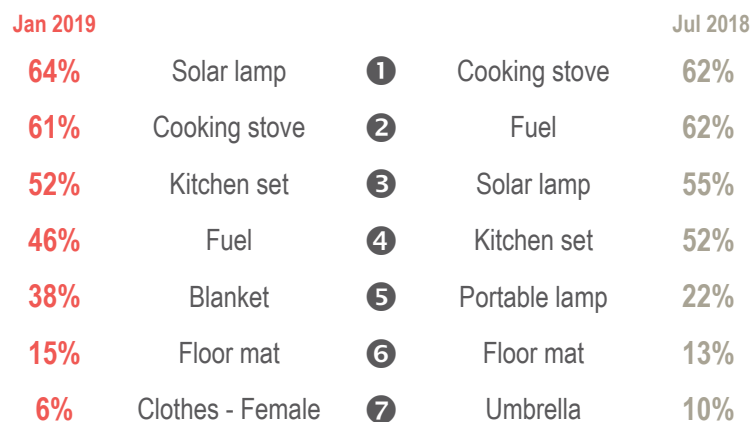 Jan 2019 Jul 2018
64% Solar lamp ❶ Cooking stove 62%
61% Cooking stove ❷ Fuel 62%
52% Kitchen set ❸ Solar lamp 55%
46% Fuel ❹ Kitchen set 52%
38% Blanket ❺ Portable lamp 22%
15% Floor mat ❻ Floor mat 13%
6% Clothes - Female ❼ Umbrella 10%